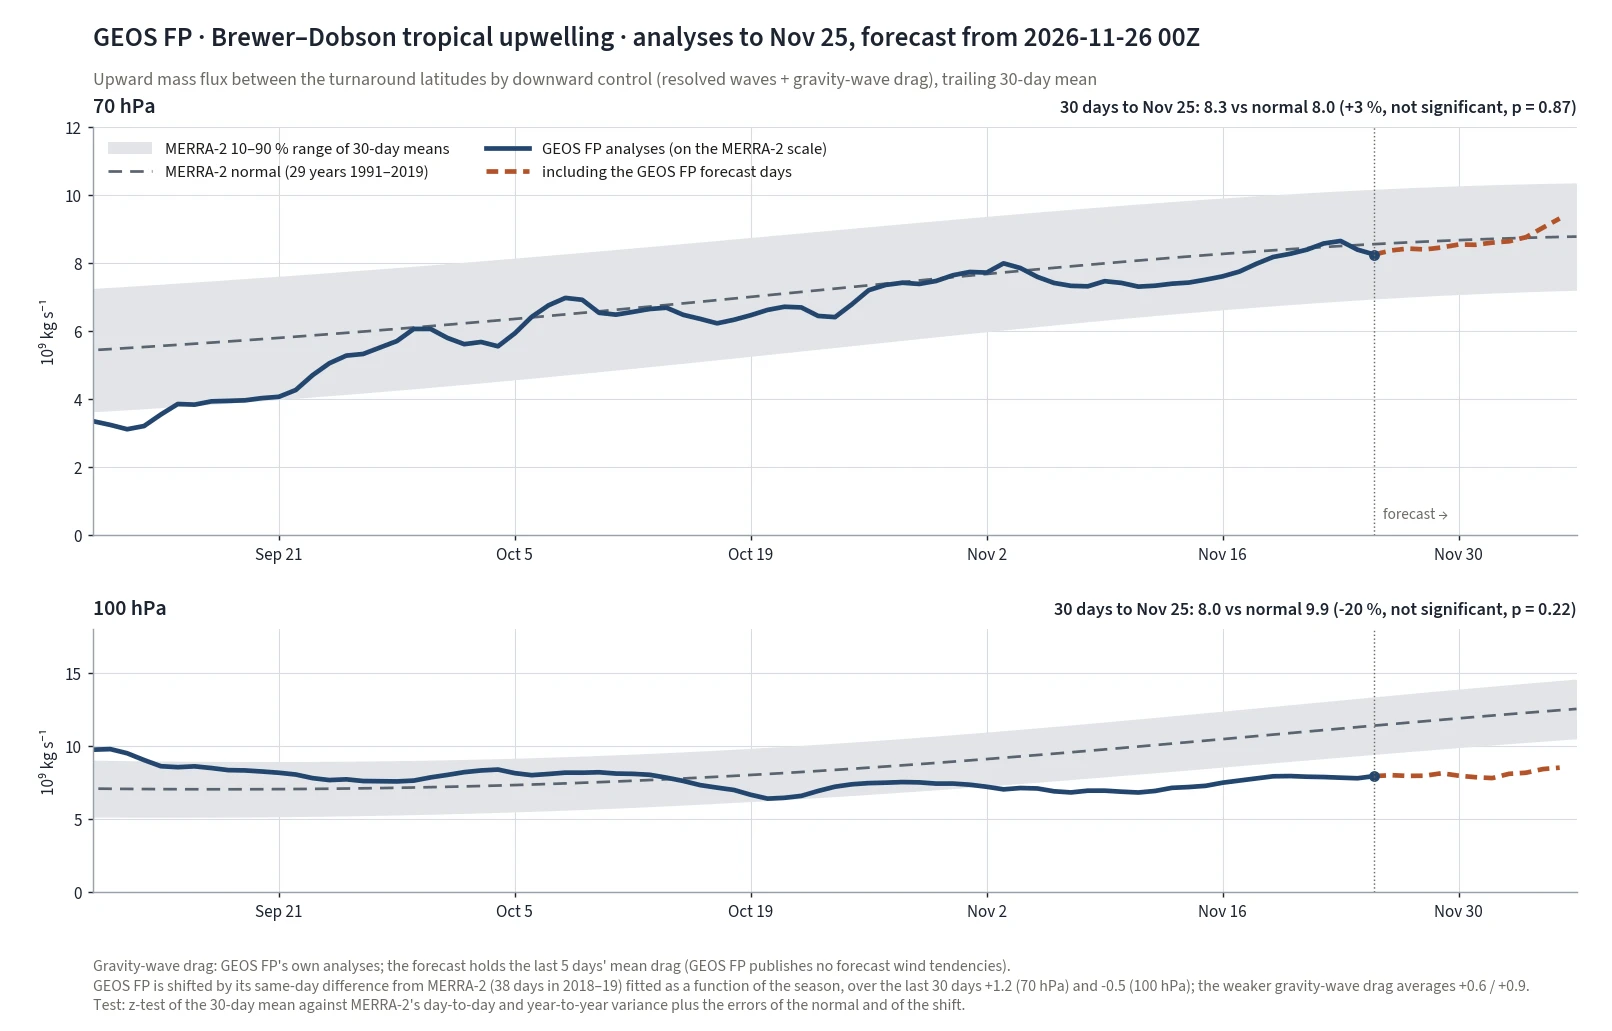 GEOS FP · Brewer–Dobson tropical upwelling · analyses to Nov 25, forecast from 2026-11-26 00Z
Upward mass flux between the turnaround latitudes by downward control (resolved waves + gravity-wave drag), trailing 30-day mean
70 hPa
30 days to Nov 25: 8.3 vs normal 8.0 (+3 %, not significant, p = 0.87)
MERRA-2 10–90 % range of 30-day means
MERRA-2 normal (29 years 1991–2019)
GEOS FP analyses (on the MERRA-2 scale)
including the GEOS FP forecast days
12
10
8
6
4
2
0
10⁹ kg s⁻¹
forecast →
Sep 21
Oct 5
Oct 19
Nov 2
Nov 16
Nov 30
100 hPa
30 days to Nov 25: 8.0 vs normal 9.9 (-20 %, not significant, p = 0.22)
15
10
5
0
10⁹ kg s⁻¹
Sep 21
Oct 5
Oct 19
Nov 2
Nov 16
Nov 30
Gravity-wave drag: GEOS FP's own analyses; the forecast holds the last 5 days' mean drag (GEOS FP publishes no forecast wind tendencies).
GEOS FP is shifted by its same-day difference from MERRA-2 (38 days in 2018–19) fitted as a function of the season, over the last 30 days +1.2 (70 hPa) and -0.5 (100 hPa); the weaker gravity-wave drag averages +0.6 / +0.9.
Test: z-test of the 30-day mean against MERRA-2's day-to-day and year-to-year variance plus the errors of the normal and of the shift.